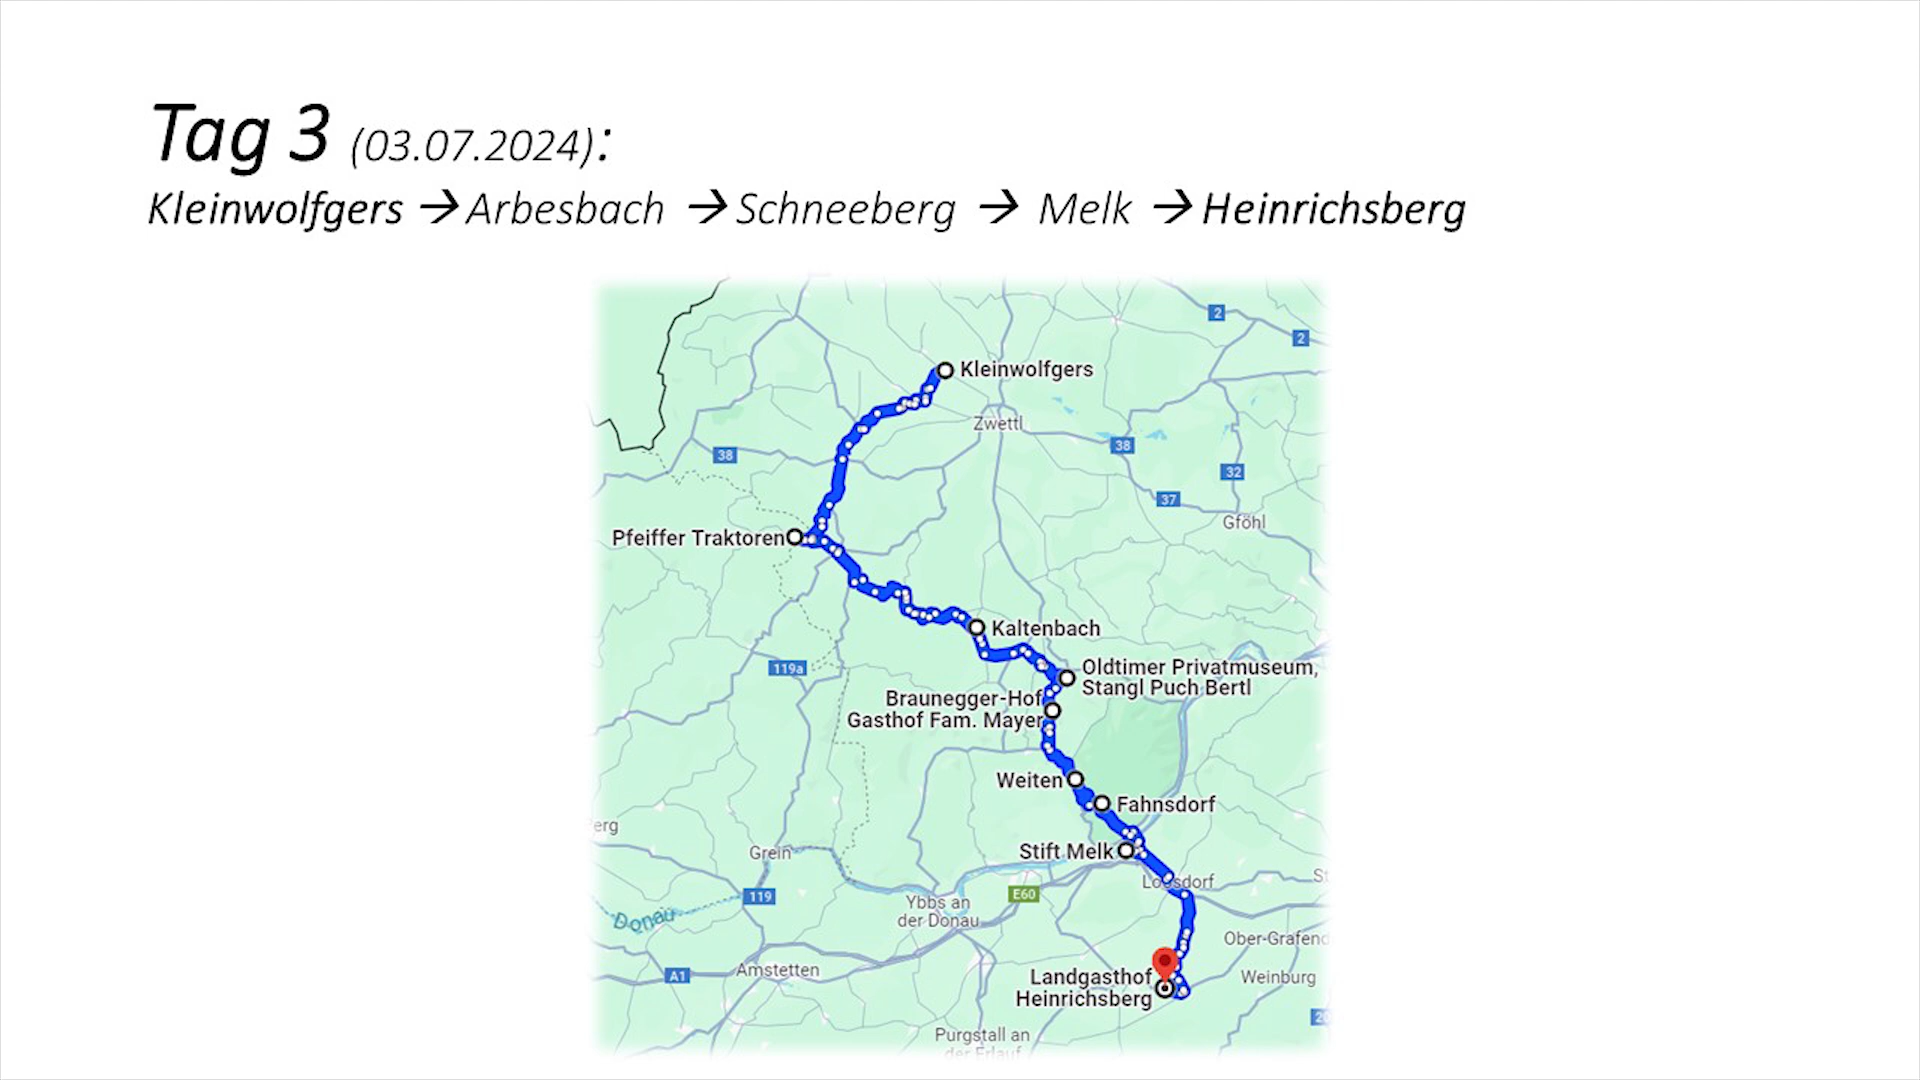 Tag 3 (03.07.2024):
Kleinwolfgers → Arbesbach → Schneeberg → Melk → Heinrichsberg
2
2
Kleinwolfgers
Zwettl
38
38
32
37
Gföhl
Pfeiffer Traktoren
Kaltenbach
119a
Oldtimer Privatmuseum,
Stangl Puch Bertl
Braunegger-Hof
Gasthof Fam. Mayer
Weiten
Fahnsdorf
erg
Grein
Stift Melk
Loosdorf
St
119
E60
Ybbs an
der Donau
Donau
Ober-Grafend
A1
Amstetten
Landgasthof
Heinrichsberg
Weinburg
20
Purgstall an
der Erlauf